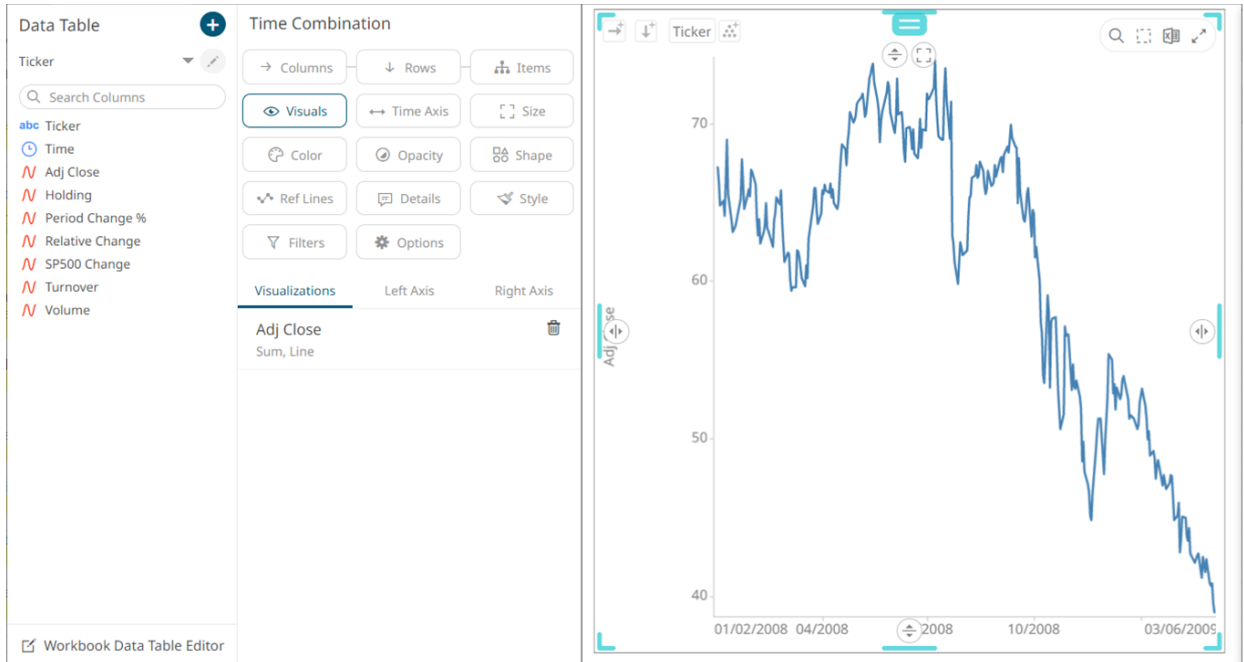 Data Table
Ticker
Search Columns
abc Ticker
Time
Adj Close
Holding
Period Change %
Relative Change
SP500 Change
Turnover
Volume
Workbook Data Table Editor
Time Combination
Columns Rows Items
Visuals Time Axis Size
Color Opacity Shape
Ref Lines Details Style
Filters Options
Visualizations Left Axis Right Axis
Adj Close
Sum, Line
Ticker
70
60
50
40
Adj
01/02/2008 04/2008 2008 10/2008 03/06/2009